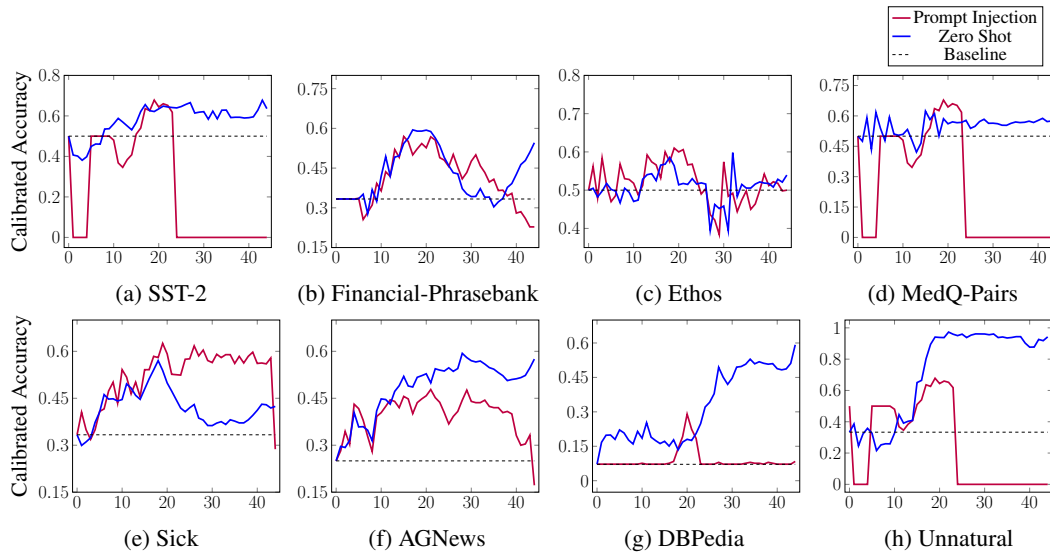 Prompt Injection
Zero Shot
Baseline
Calibrated Accuracy
0.8
0.6
0.4
0.2
0
0 10 20 30 40
(a) SST-2
0.75
0.6
0.45
0.3
0.15
0 10 20 30 40
(b) Financial-Phrasebank
0.8
0.7
0.6
0.5
0.4
0 10 20 30 40
(c) Ethos
0.75
0.6
0.45
0.3
0.15
0
0 10 20 30 40
(d) MedQ-Pairs
Calibrated Accuracy
0.6
0.45
0.3
0.15
0 10 20 30 40
(e) Sick
0.6
0.45
0.3
0.15
0 10 20 30 40
(f) AGNews
0.6
0.45
0.3
0.15
0
0 10 20 30 40
(g) DBPedia
1
0.8
0.6
0.4
0.2
0
0 10 20 30 40
(h) Unnatural